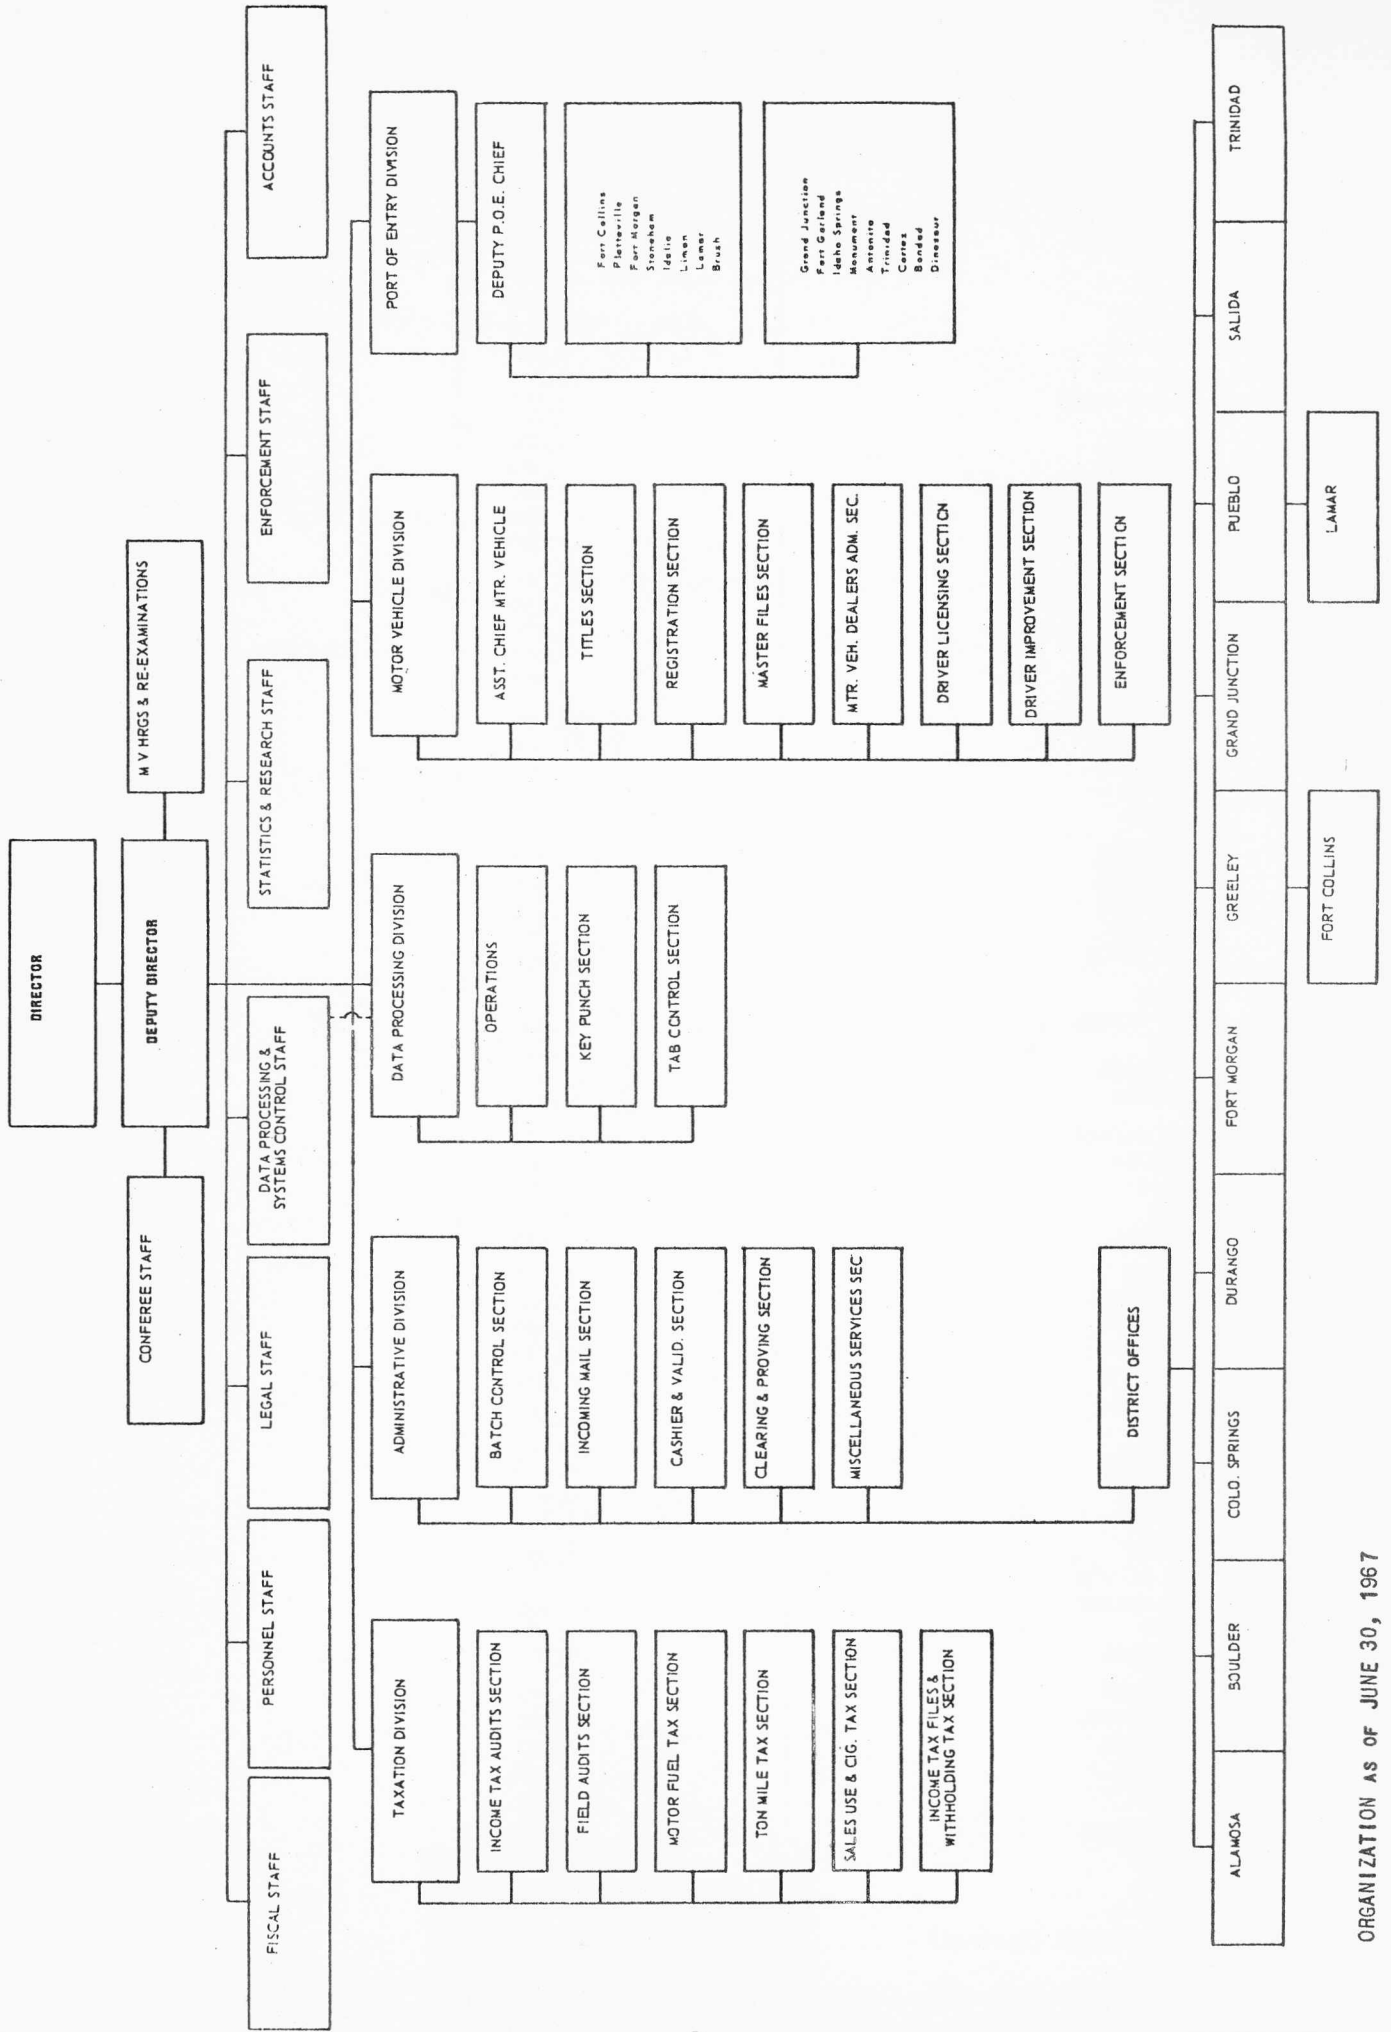 DIRECTOR
CONFEREE STAFF
DEPUTY DIRECTOR
M V HRGS & RE-EXAMINATIONS
FISCAL STAFF
PERSONNEL STAFF
LEGAL STAFF
DATA PROCESSING &
SYSTEMS CONTROL STAFF
STATISTICS & RESEARCH STAFF
ENFORCEMENT STAFF
ACCOUNTS STAFF
TAXATION DIVISION
INCOME TAX AUDITS SECTION
FIELD AUDITS SECTION
MOTOR FUEL TAX SECTION
TON MILE TAX SECTION
SALES USE & CIG. TAX SECTION
INCOME TAX FILES &
WITHHOLDING TAX SECTION
ADMINISTRATIVE DIVISION
BATCH CONTROL SECTION
INCOMING MAIL SECTION
CASHIER & VALID. SECTION
CLEARING & PROVING SECTION
MISCELLANEOUS SERVICES SEC
DISTRICT OFFICES
DATA PROCESSING DIVISION
OPERATIONS
KEY PUNCH SECTION
TAB CONTROL SECTION
MOTOR VEHICLE DIVISION
ASST. CHIEF MTR. VEHICLE
TITLES SECTION
REGISTRATION SECTION
MASTER FILES SECTION
MTR. VEH. DEALERS ADM. SEC.
DRIVER LICENSING SECTION
DRIVER IMPROVEMENT SECTION
ENFORCEMENT SECTION
PORT OF ENTRY DIVISION
DEPUTY P.O.E. CHIEF
Fort Collins
Platteville
Fort Morgan
Stoneham
Idalia
Limon
Lamar
Brush
Grand Junction
Fort Garland
Idaho Springs
Monument
Antonito
Trinidad
Cortez
Bonded
Dinosaur
ALAMOSA
BOULDER
COLO. SPRINGS
DURANGO
FORT MORGAN
GREELEY
GRAND JUNCTION
PUEBLO
SALIDA
TRINIDAD
FORT COLLINS
LAMAR
ORGANIZATION AS OF JUNE 30, 1967